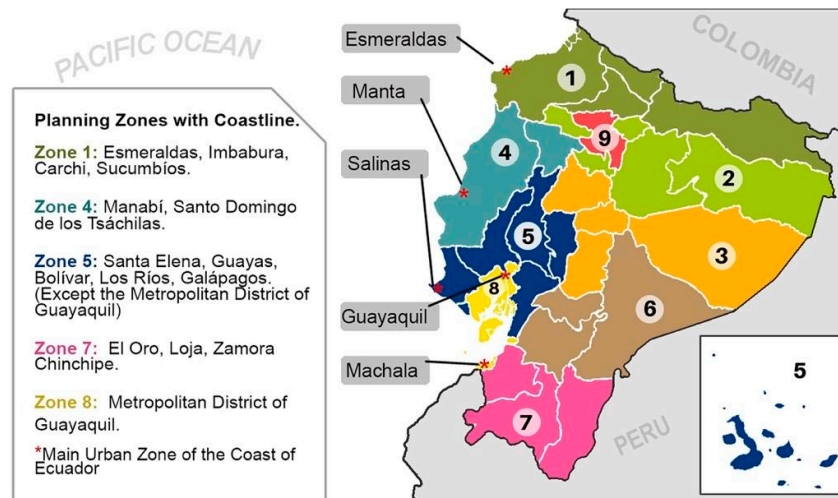 PACIFIC OCEAN
COLOMBIA
PERU
Planning Zones with Coastline.
Zone 1: Esmeraldas, Imbabura,
Carchi, Sucumbíos.
Zone 4: Manabí, Santo Domingo
de los Tsáchilas.
Zone 5: Santa Elena, Guayas,
Bolívar, Los Ríos, Galápagos.
(Except the Metropolitan District of
Guayaquil)
Zone 7: El Oro, Loja, Zamora
Chinchipe.
Zone 8: Metropolitan District of
Guayaquil.
*Main Urban Zone of the Coast of
Ecuador
Esmeraldas
Manta
Salinas
Guayaquil
Machala
1
9
4
2
5
3
8
6
7
5